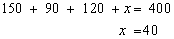 150 + 90 + 120 + x = 400
x = 40